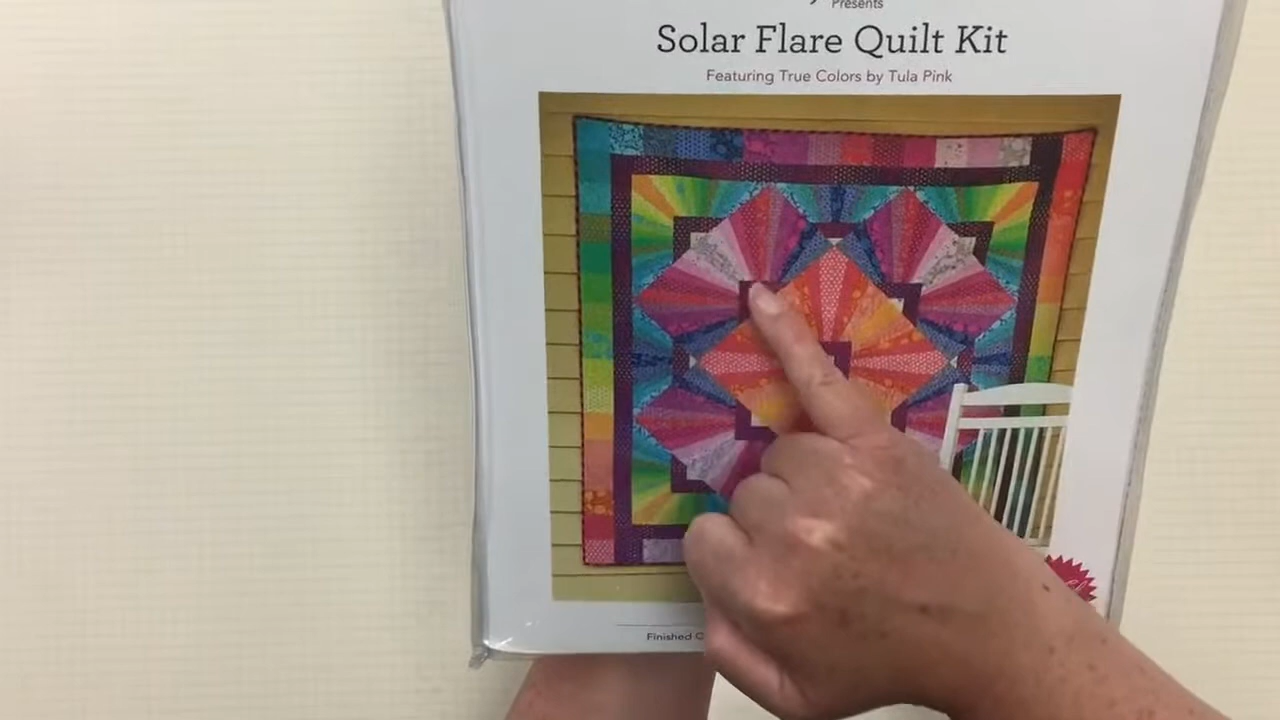 Presents
Solar Flare Quilt Kit
Featuring True Colors by Tula Pink
Finished